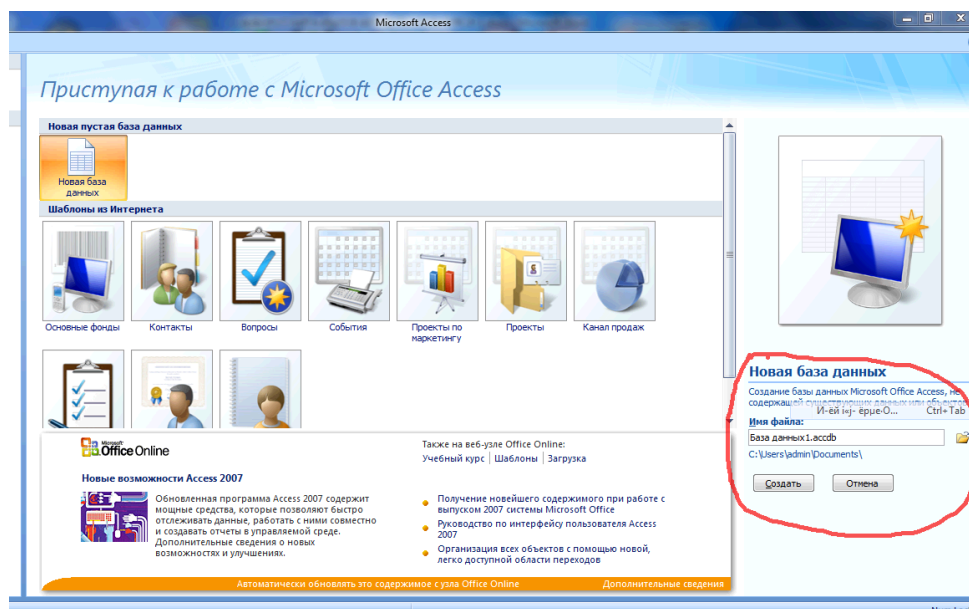 Microsoft Access
Приступая к работе с Microsoft Office Access
Новая пустая база данных
Новая база
данных
Шаблоны из Интернета
Основные фонды
Контакты
Вопросы
События
Проекты по
маркетингу
Проекты
Канал продаж
Microsoft
Office Online
Новые возможности Access 2007
Обновленная программа Access 2007 содержит
мощные средства, которые позволяют быстро
отслеживать данные, работать с ними совместно
и создавать отчеты в управляемой среде.
Дополнительные сведения о новых
возможностях и улучшениях.
Также на веб-узле Office Online:
Учебный курс | Шаблоны | Загрузка
Получение новейшего содержимого при работе с
выпуском 2007 системы Microsoft Office
Руководство по интерфейсу пользователя Access
2007
Организация всех объектов с помощью новой,
легко доступной области переходов
Автоматически обновлять это содержимое с узла Office Online
Дополнительные сведения
Новая база данных
Создание базы данных Microsoft Office Access, не
содержащей существующих данных или объектов.
Ctrl+Tab
Имя файла:
База данных1.accdb
C:\Users\admin\Documents\
Создать
Отмена